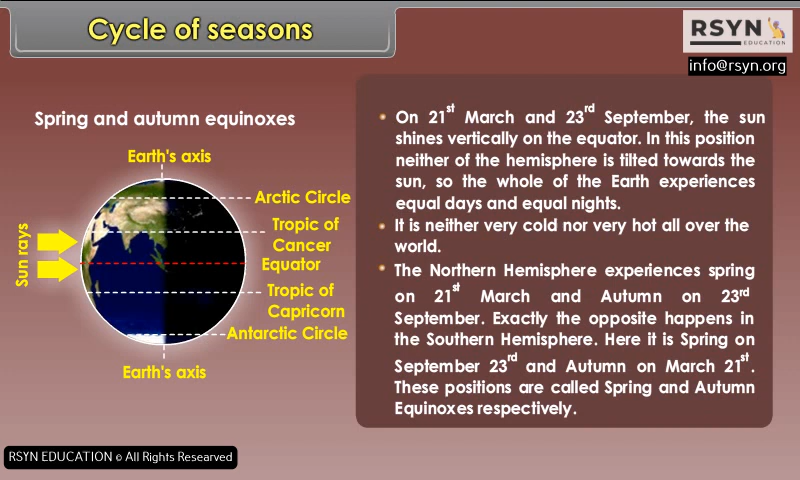 Cycle of seasons
RSYN
EDUCATION
info@rsyn.org
Spring and autumn equinoxes
Earth's axis
Arctic Circle
Tropic of
Cancer
Equator
Tropic of
Capricorn
Antarctic Circle
Earth's axis
Sun rays
• On 21st March and 23rd September, the sun
shines vertically on the equator. In this position
neither of the hemisphere is tilted towards the
sun, so the whole of the Earth experiences
equal days and equal nights.
• It is neither very cold nor very hot all over the
world.
• The Northern Hemisphere experiences spring
on 21st March and Autumn on 23rd
September. Exactly the opposite happens in
the Southern Hemisphere. Here it is Spring on
September 23rd and Autumn on March 21st.
These positions are called Spring and Autumn
Equinoxes respectively.
RSYN EDUCATION © All Rights Researved